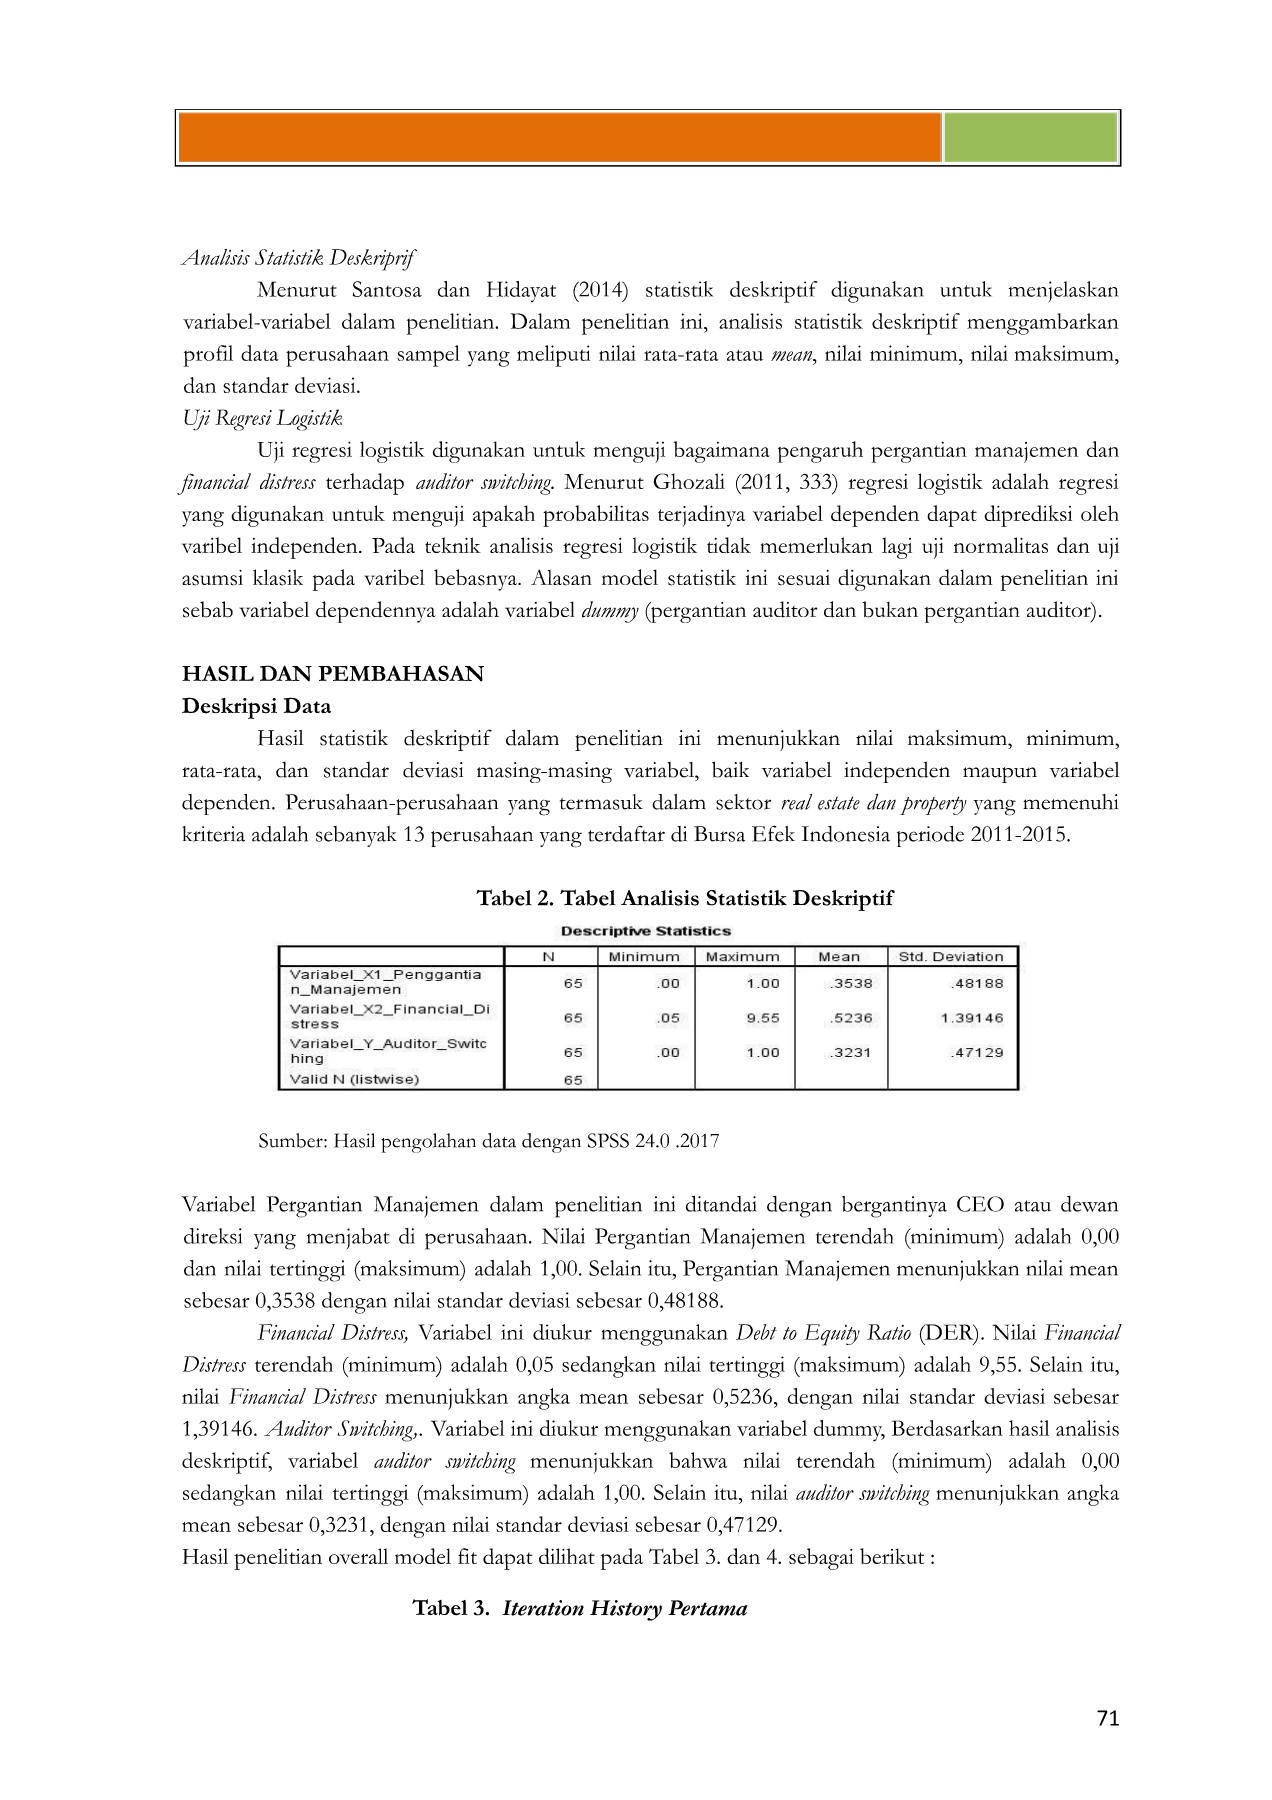 Analisis Statistik Deskriprif
Menurut Santosa dan Hidayat (2014) statistik deskriptif digunakan untuk menjelaskan
variabel-variabel dalam penelitian. Dalam penelitian ini, analisis statistik deskriptif menggambarkan
profil data perusahaan sampel yang meliputi nilai rata-rata atau mean, nilai minimum, nilai maksimum,
dan standar deviasi.
Uji Regresi Logistik
Uji regresi logistik digunakan untuk menguji bagaimana pengaruh pergantian manajemen dan
financial distress terhadap auditor switching. Menurut Ghozali (2011, 333) regresi logistik adalah regresi
yang digunakan untuk menguji apakah probabilitas terjadinya variabel dependen dapat diprediksi oleh
varibel independen. Pada teknik analisis regresi logistik tidak memerlukan lagi uji normalitas dan uji
asumsi klasik pada varibel bebasnya. Alasan model statistik ini sesuai digunakan dalam penelitian ini
sebab variabel dependennya adalah variabel dummy (pergantian auditor dan bukan pergantian auditor).
HASIL DAN PEMBAHASAN
Deskripsi Data
Hasil statistik deskriptif dalam penelitian ini menunjukkan nilai maksimum, minimum,
rata-rata, dan standar deviasi masing-masing variabel, baik variabel independen maupun variabel
dependen. Perusahaan-perusahaan yang termasuk dalam sektor real estate dan property yang memenuhi
kriteria adalah sebanyak 13 perusahaan yang terdaftar di Bursa Efek Indonesia periode 2011-2015.
Tabel 2. Tabel Analisis Statistik Deskriptif
Descriptive Statistics
N Minimum Maximum Mean Std. Deviation
Variabel_X1_Penggantia
n_Manajemen 65 .00 1.00 .3538 .48188
Variabel_X2_Financial_Di
stress 65 .05 9.55 .5236 1.39146
Variabel_Y_Auditor_Switc
hing 65 .00 1.00 .3231 .47129
Valid N (listwise) 65
Sumber: Hasil pengolahan data dengan SPSS 24.0 .2017
Variabel Pergantian Manajemen dalam penelitian ini ditandai dengan bergantinya CEO atau dewan
direksi yang menjabat di perusahaan. Nilai Pergantian Manajemen terendah (minimum) adalah 0,00
dan nilai tertinggi (maksimum) adalah 1,00. Selain itu, Pergantian Manajemen menunjukkan nilai mean
sebesar 0,3538 dengan nilai standar deviasi sebesar 0,48188.
Financial Distress, Variabel ini diukur menggunakan Debt to Equity Ratio (DER). Nilai Financial
Distress terendah (minimum) adalah 0,05 sedangkan nilai tertinggi (maksimum) adalah 9,55. Selain itu,
nilai Financial Distress menunjukkan angka mean sebesar 0,5236, dengan nilai standar deviasi sebesar
1,39146. Auditor Switching,. Variabel ini diukur menggunakan variabel dummy, Berdasarkan hasil analisis
deskriptif, variabel auditor switching menunjukkan bahwa nilai terendah (minimum) adalah 0,00
sedangkan nilai tertinggi (maksimum) adalah 1,00. Selain itu, nilai auditor switching menunjukkan angka
mean sebesar 0,3231, dengan nilai standar deviasi sebesar 0,47129.
Hasil penelitian overall model fit dapat dilihat pada Tabel 3. dan 4. sebagai berikut :
Tabel 3. Iteration History Pertama
71